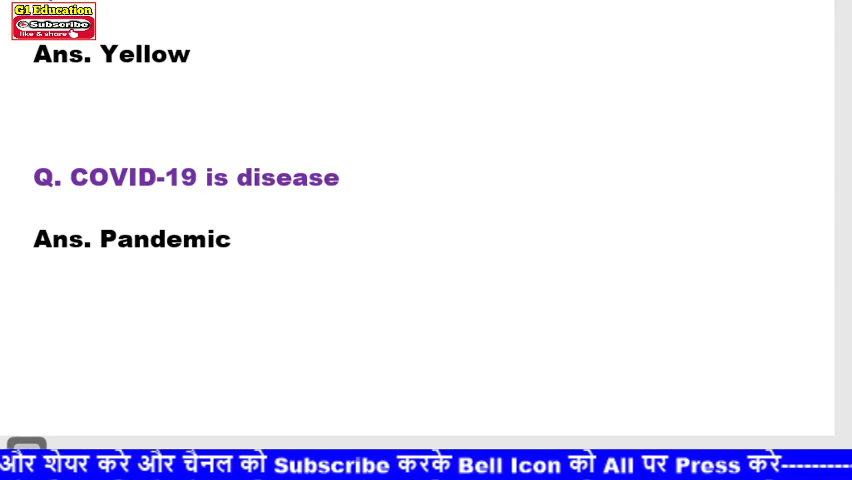 G1 Education
Subscribe
like & share
Ans. Yellow
Q. COVID-19 is disease
Ans. Pandemic
और शेयर करे और चैनल को Subscribe करके Bell Icon को All पर Press करे----------